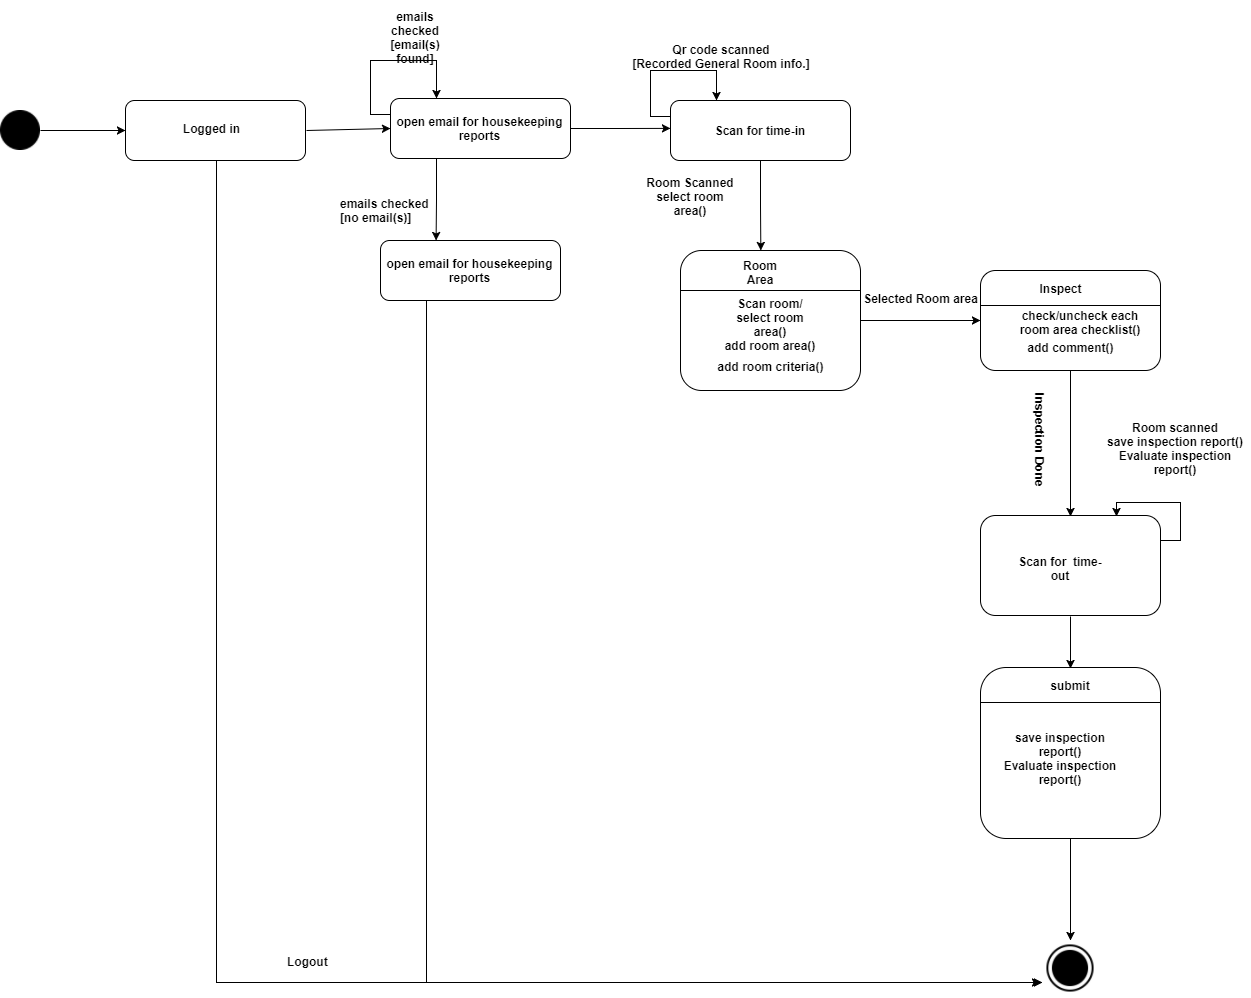 emails
checked
[email(s)
found]
Qr code scanned
[Recorded General Room info.]
Logged in
open email for housekeeping
reports
Scan for time-in
emails checked
[no email(s)]
Room Scanned
select room
area()
open email for housekeeping
reports
Room
Area
Scan room/
select room
area()
add room area()
add room criteria()
Selected Room area
Inspect
check/uncheck each
room area checklist()
add comment()
Inspection Done
Room scanned
save inspection report()
Evaluate inspection
report()
Scan for  time-
out
submit
save inspection
report()
Evaluate inspection
report()
Logout